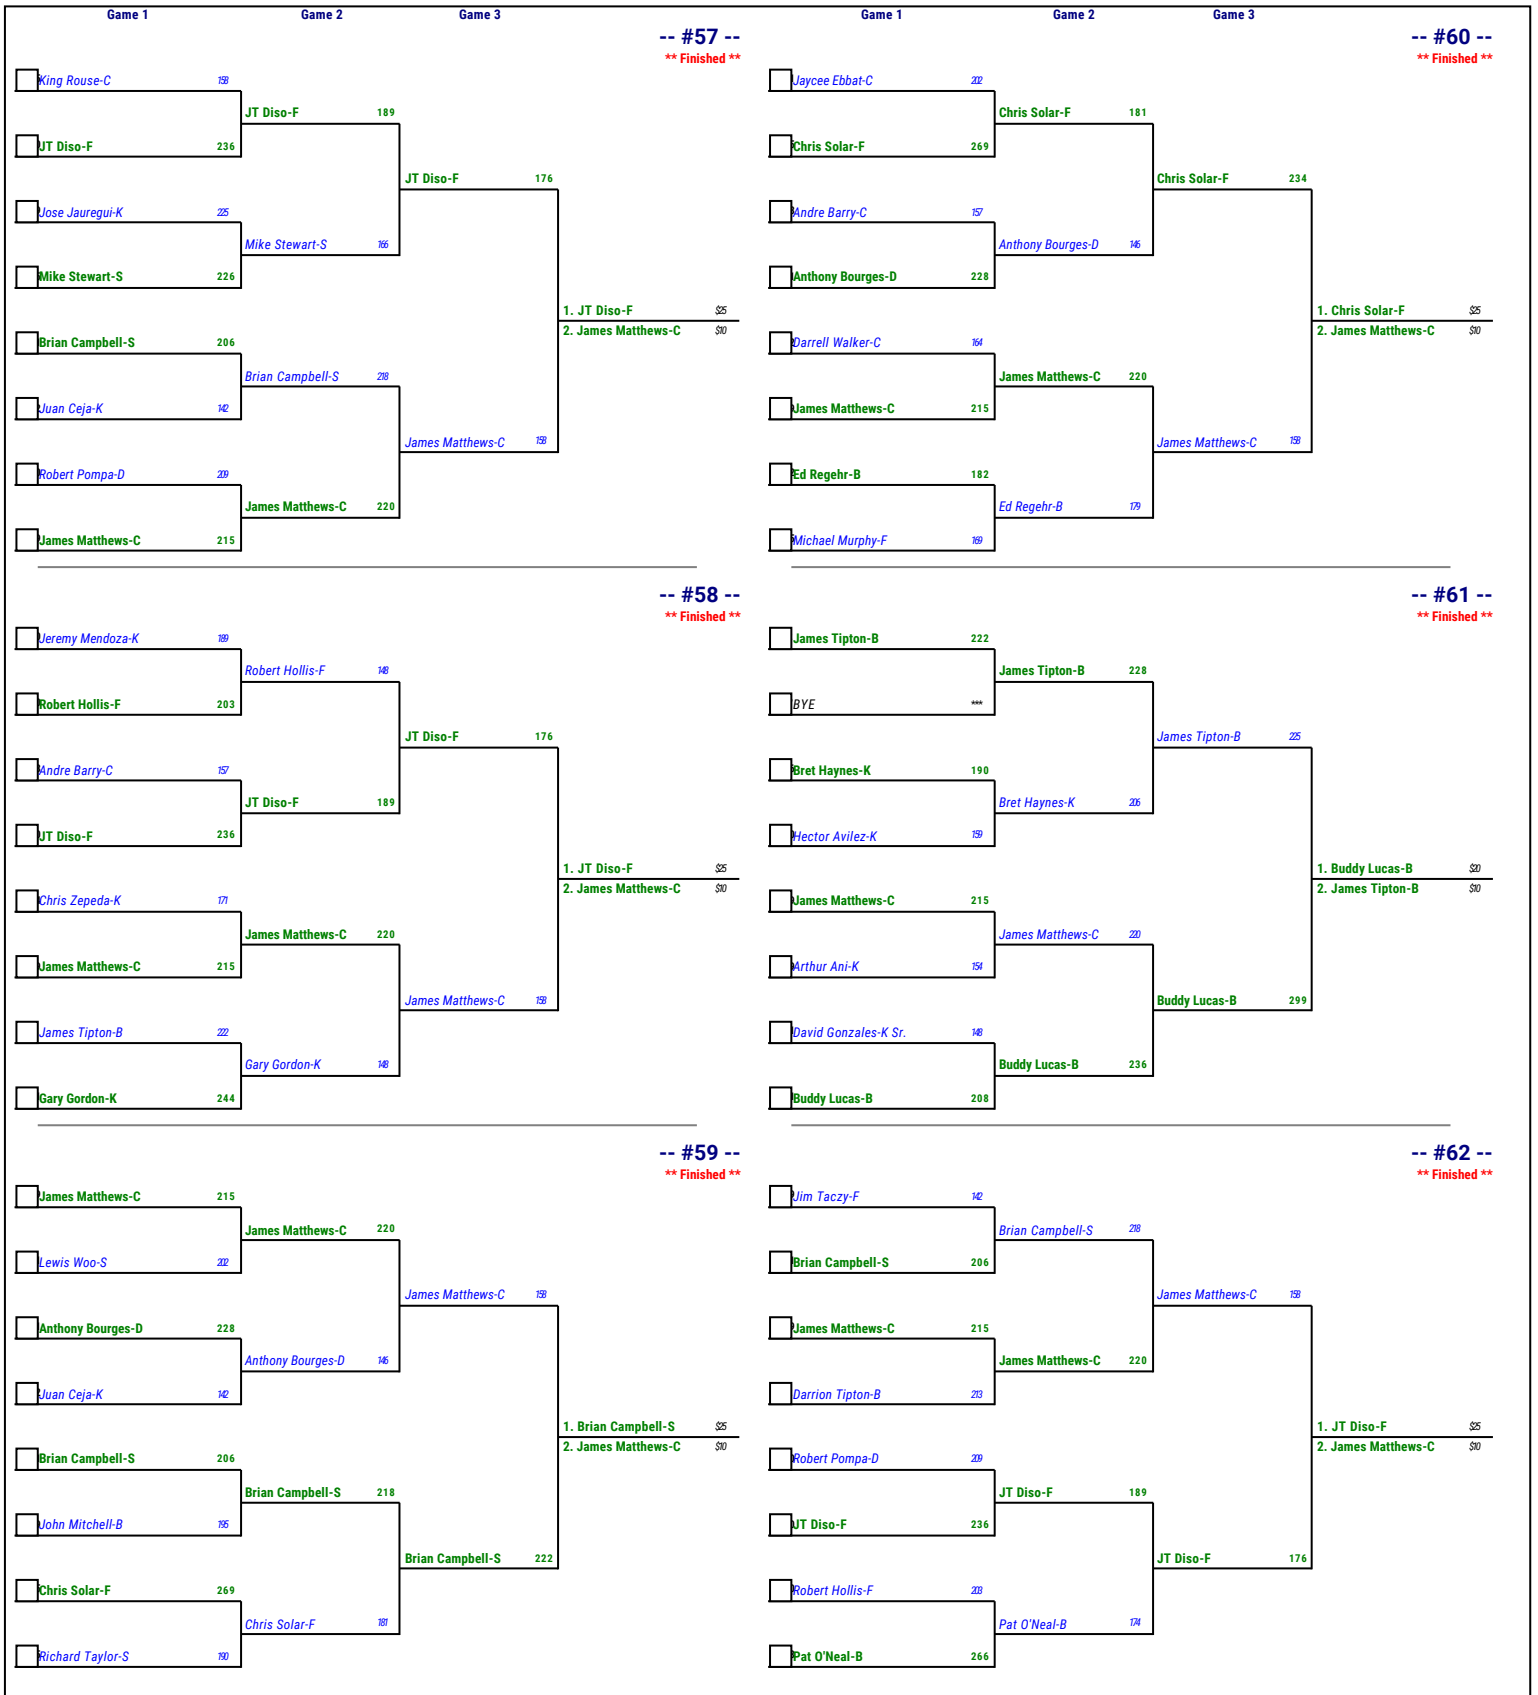 Game 1 Game 2 Game 3 Game 1 Game 2 Game 3
-- #57 --
** Finished **
King Rouse-C 158
JT Diso-F 189
JT Diso-F 236
JT Diso-F 176
Jose Jauregui-K 225
Mike Stewart-S 166
Mike Stewart-S 226
1. JT Diso-F $25
2. James Matthews-C $10
Brian Campbell-S 206
Brian Campbell-S 218
Juan Ceja-K 142
James Matthews-C 158
Robert Pompa-D 209
James Matthews-C 220
James Matthews-C 215
-- #58 --
** Finished **
Jeremy Mendoza-K 189
Robert Hollis-F 148
Robert Hollis-F 203
JT Diso-F 176
Andre Barry-C 157
JT Diso-F 189
JT Diso-F 236
1. JT Diso-F $25
2. James Matthews-C $10
Chris Zepeda-K 171
James Matthews-C 220
James Matthews-C 215
James Matthews-C 158
James Tipton-B 222
Gary Gordon-K 148
Gary Gordon-K 244
-- #59 --
** Finished **
James Matthews-C 215
James Matthews-C 220
Lewis Woo-S 202
James Matthews-C 158
Anthony Bourges-D 228
Anthony Bourges-D 146
Juan Ceja-K 142
1. Brian Campbell-S $25
2. James Matthews-C $10
Brian Campbell-S 206
Brian Campbell-S 218
John Mitchell-B 195
Brian Campbell-S 222
Chris Solar-F 269
Chris Solar-F 181
Richard Taylor-S 190
-- #60 --
** Finished **
Jaycee Ebbat-C 202
Chris Solar-F 181
Chris Solar-F 269
Chris Solar-F 234
Andre Barry-C 157
Anthony Bourges-D 146
Anthony Bourges-D 228
1. Chris Solar-F $25
2. James Matthews-C $10
Darrell Walker-C 164
James Matthews-C 220
James Matthews-C 215
James Matthews-C 158
Ed Regehr-B 182
Ed Regehr-B 179
Michael Murphy-F 169
-- #61 --
** Finished **
James Tipton-B 222
James Tipton-B 228
BYE ***
James Tipton-B 225
Bret Haynes-K 190
Bret Haynes-K 206
Hector Avilez-K 159
1. Buddy Lucas-B $20
2. James Tipton-B $10
James Matthews-C 215
James Matthews-C 220
Arthur Ani-K 154
Buddy Lucas-B 299
David Gonzales-K Sr. 148
Buddy Lucas-B 236
Buddy Lucas-B 208
-- #62 --
** Finished **
Jim Taczy-F 142
Brian Campbell-S 218
Brian Campbell-S 206
James Matthews-C 158
James Matthews-C 215
James Matthews-C 220
Darrion Tipton-B 213
1. JT Diso-F $25
2. James Matthews-C $10
Robert Pompa-D 209
JT Diso-F 189
JT Diso-F 236
JT Diso-F 176
Robert Hollis-F 203
Pat O'Neal-B 174
Pat O'Neal-B 266